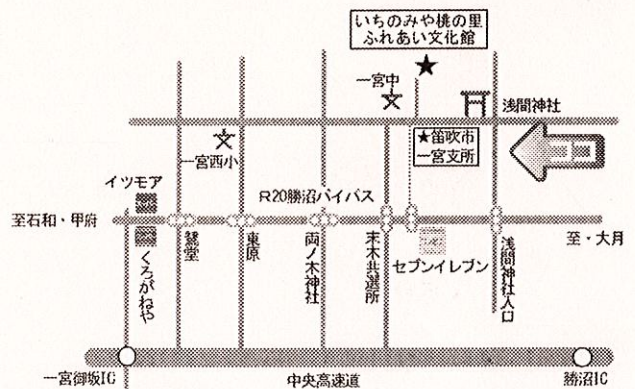 いちのみや桃の里
ふれあい文化館
一宮中
浅間神社
★笛吹市
一宮支所
一宮西小
イツモア
R20勝沼バイパス
至石和・甲府
至・大月
くろがねや
慧堂
東原
両ノ木神社
末木共選所
セブンイレブン
浅間神社入口
一宮御坂IC
中央高速道
勝沼IC